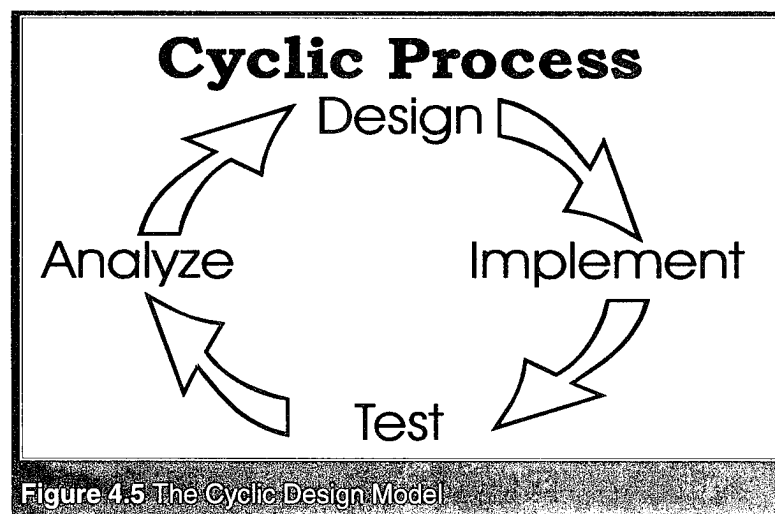 Cyclic Process
Design
Analyze
Implement
Test
Figure 4.5 The Cyclic Design Model